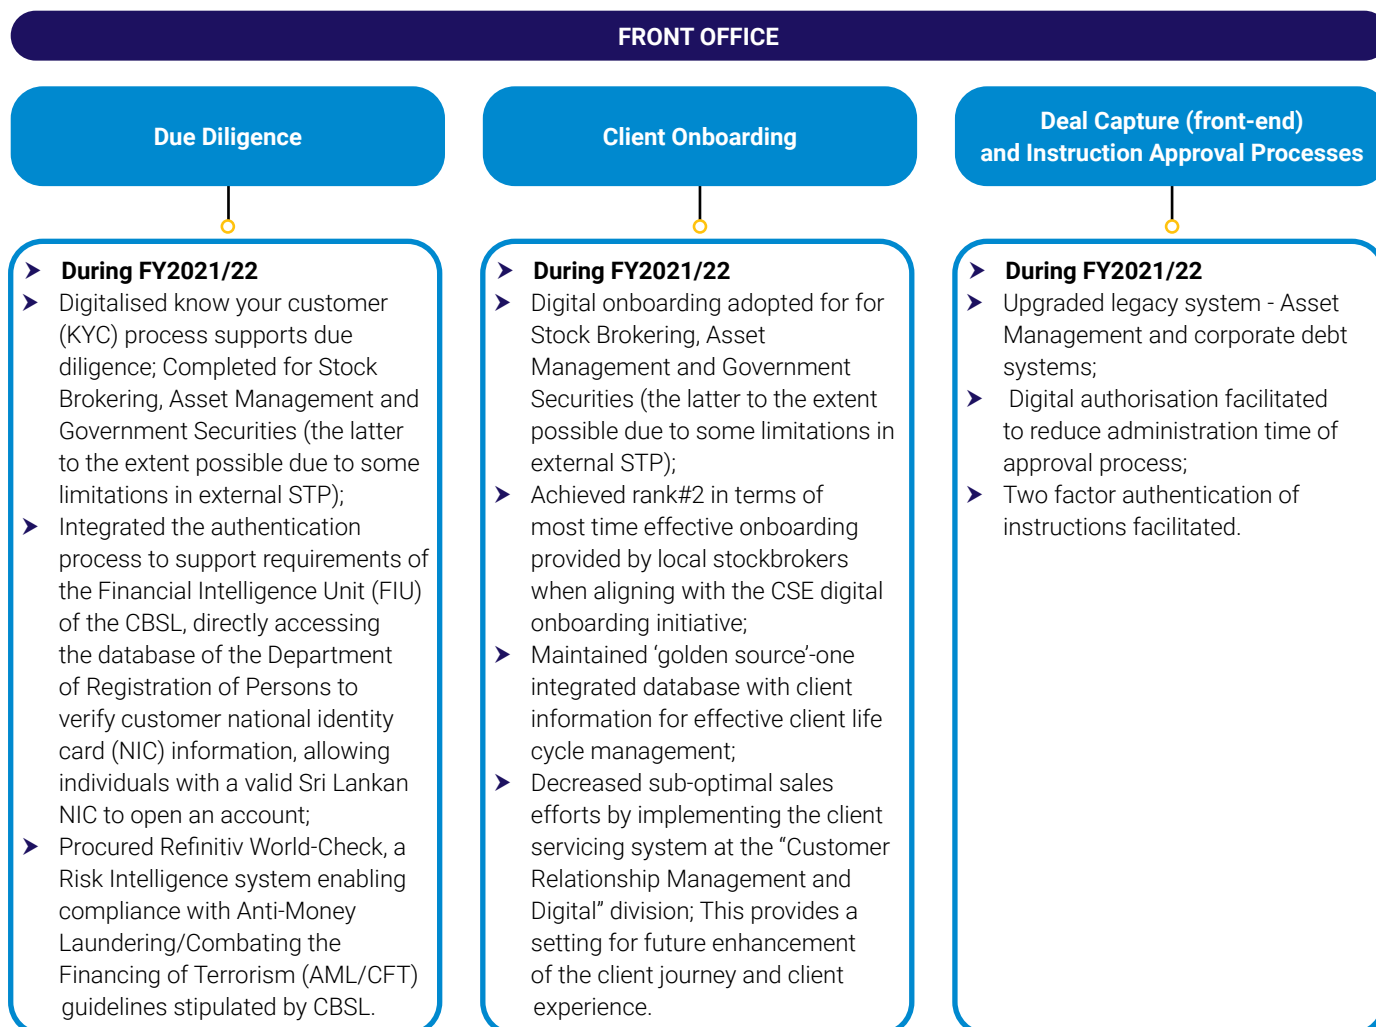 FRONT OFFICE
Due Diligence
During FY2021/22
Digitalised know your customer
(KYC) process supports due
diligence; Completed for Stock
Brokering, Asset Management and
Government Securities (the latter
to the extent possible due to some
limitations in external STP);
Integrated the authentication
process to support requirements of
the Financial Intelligence Unit (FIU)
of the CBSL, directly accessing
the database of the Department
of Registration of Persons to
verify customer national identity
card (NIC) information, allowing
individuals with a valid Sri Lankan
NIC to open an account;
Procured Refinitiv World-Check, a
Risk Intelligence system enabling
compliance with Anti-Money
Laundering/Combating the
Financing of Terrorism (AML/CFT)
guidelines stipulated by CBSL.
Client Onboarding
During FY2021/22
Digital onboarding adopted for for
Stock Brokering, Asset
Management and Government
Securities (the latter to the extent
possible due to some limitations in
external STP);
Achieved rank#2 in terms of
most time effective onboarding
provided by local stockbrokers
when aligning with the CSE digital
onboarding initiative;
Maintained ‘golden source’-one
integrated database with client
information for effective client life
cycle management;
Decreased sub-optimal sales
efforts by implementing the client
servicing system at the “Customer
Relationship Management and
Digital” division; This provides a
setting for future enhancement
of the client journey and client
experience.
Deal Capture (front-end)
and Instruction Approval Processes
During FY2021/22
Upgraded legacy system - Asset
Management and corporate debt
systems;
Digital authorisation facilitated
to reduce administration time of
approval process;
Two factor authentication of
instructions facilitated.